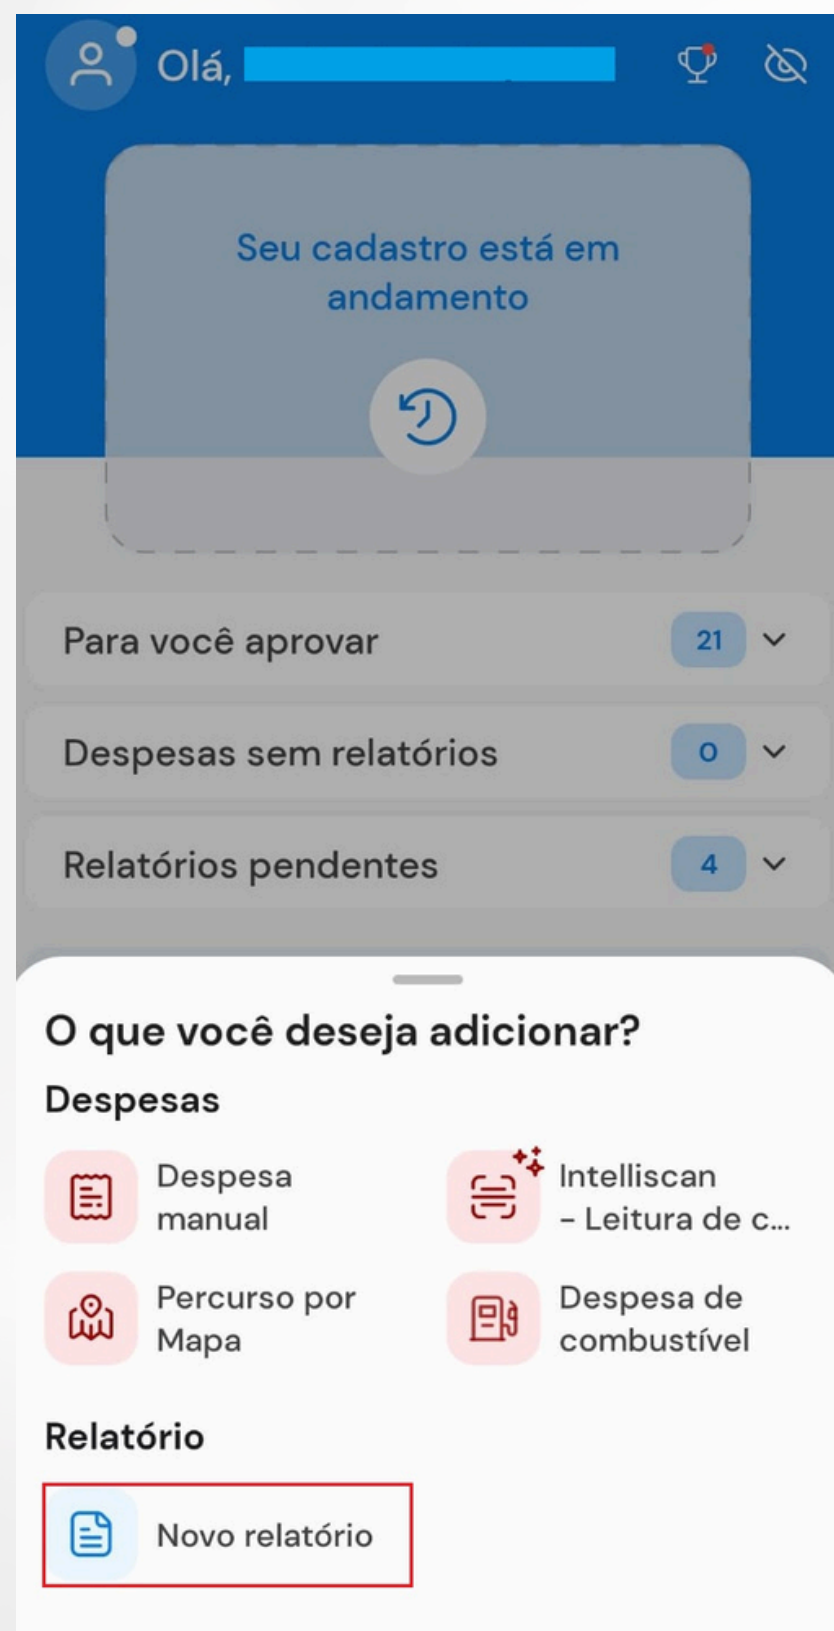 Olá,
Seu cadastro está em
andamento
Para você aprovar
21
Despesas sem relatórios
0
Relatórios pendentes
4
O que você deseja adicionar?
Despesas
Despesa
manual
Intelliscan
- Leitura de c...
Percurso por
Mapa
Despesa de
combustível
Relatório
Novo relatório